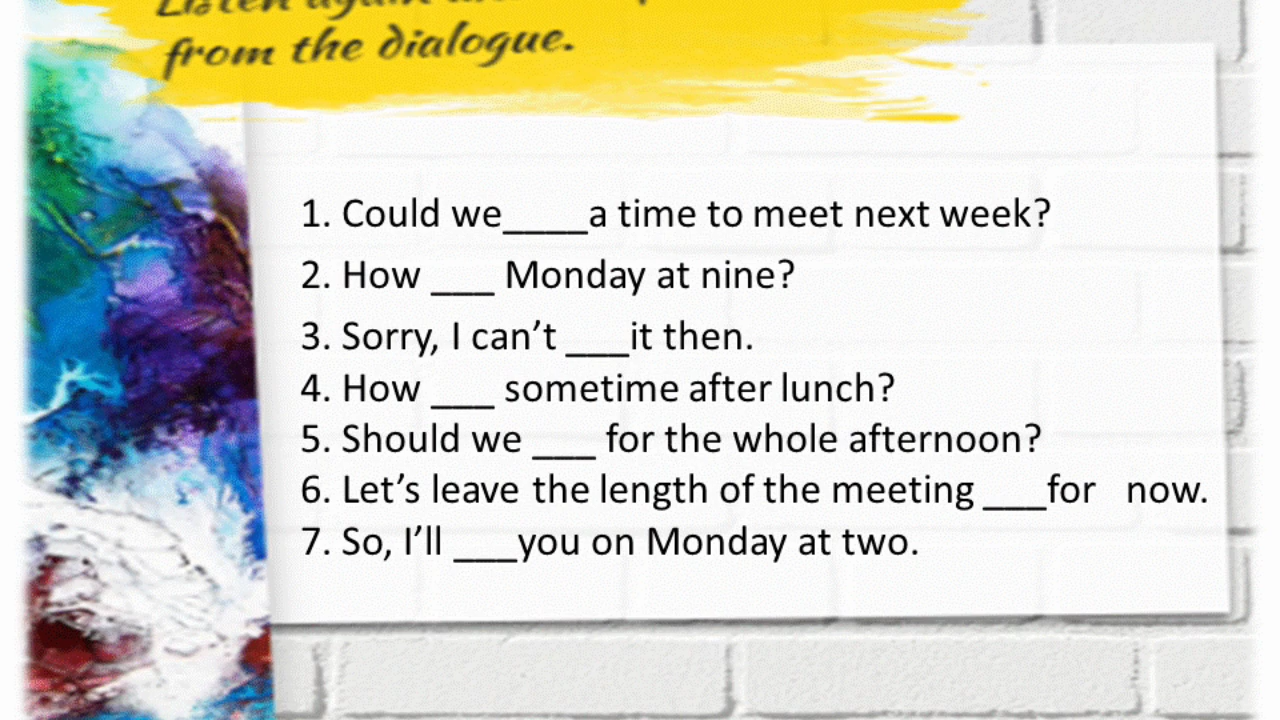 Listen again
from the dialogue.
1. Could we____a time to meet next week?
2. How ___ Monday at nine?
3. Sorry, I can’t ___it then.
4. How ___ sometime after lunch?
5. Should we ___ for the whole afternoon?
6. Let’s leave the length of the meeting ___for now.
7. So, I’ll ___you on Monday at two.